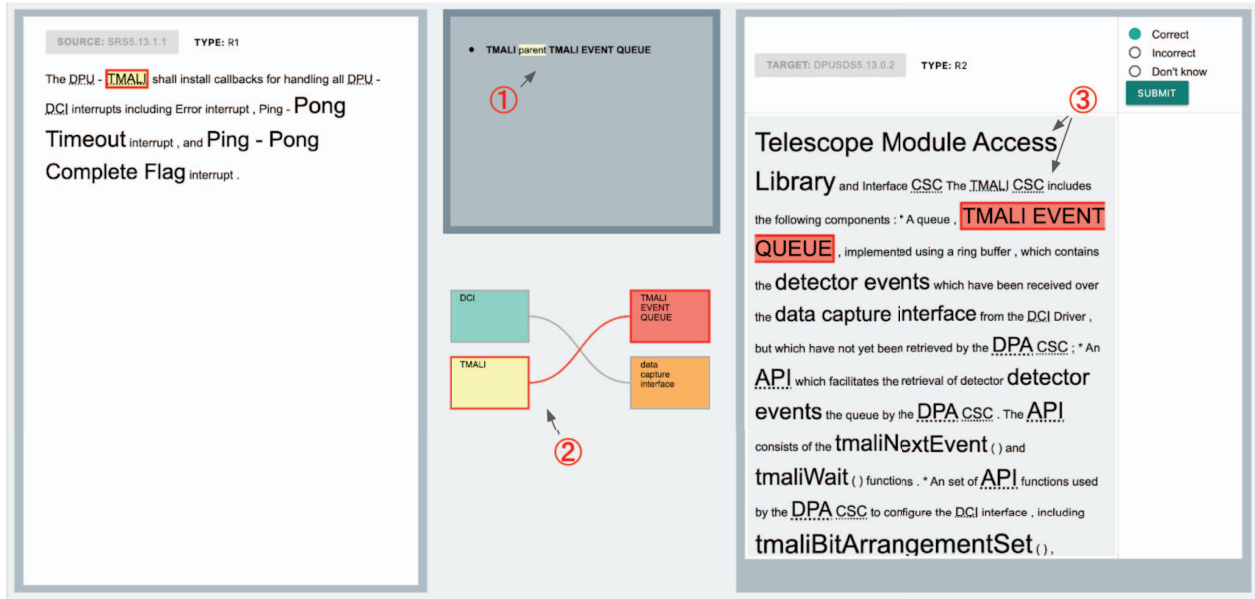 SOURCE: SRS5.13.1.1 TYPE: R1
The DPU - TMALI shall install callbacks for handling all DPU -
DCI interrupts including Error interrupt , Ping - Pong
Timeout interrupt , and Ping - Pong
Complete Flag interrupt .
• TMALI parent TMALI EVENT QUEUE
①
DCI
TMALI
EVENT
QUEUE
TMALI
data
capture
interface
②
TARGET: DPUSDS5.13.0.2 TYPE: R2
Correct
Incorrect
Don't know
SUBMIT
③
Telescope Module Access
Library and Interface CSC The TMALI CSC includes
the following components : * A queue , TMALI EVENT
QUEUE , implemented using a ring buffer , which contains
the detector events which have been received over
the data capture interface from the DCI Driver ,
but which have not yet been retrieved by the DPA CSC ; * An
API which facilitates the retrieval of detector detector
events the queue by the DPA CSC . The API
consists of the tmaliNextEvent ( ) and
tmaliWait ( ) functions . * An set of API functions used
by the DPA CSC to configure the DCI interface , including
tmaliBitArrangementSet ( ) ,